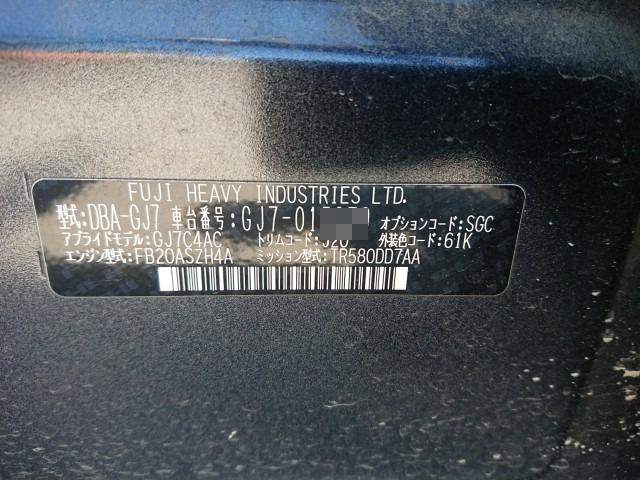 FUJI HEAVY INDUSTRIES LTD.
型式:DBA-GJ7 車台番号:GJ7-01 オプションコード:SGC
アプライドモデル:GJ7C4AC トリムコード:J20 外装色コード:61K
エンジン型式:FB20ASZH4A ミッション型式:TR580DD7AA